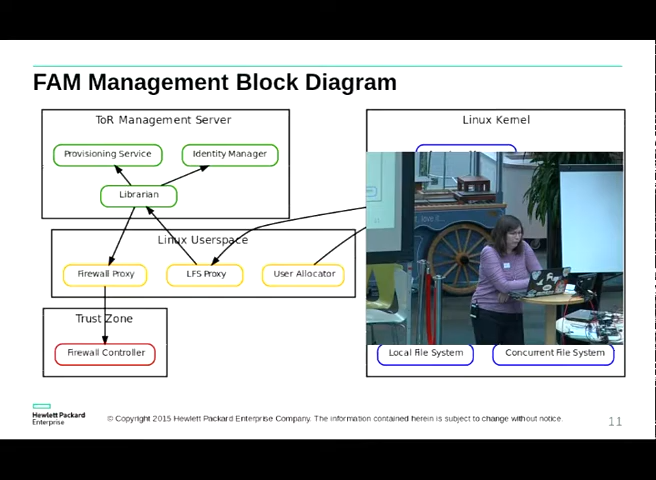 FAM Management Block Diagram
ToR Management Server
Provisioning Service
Identity Manager
Librarian
Linux Userspace
Firewall Proxy
LFS Proxy
User Allocator
Trust Zone
Firewall Controller
Linux Kernel
Local File System
Concurrent File System
Hewlett Packard
Enterprise
© Copyright 2015 Hewlett Packard Enterprise Company. The information contained herein is subject to change without notice.
11